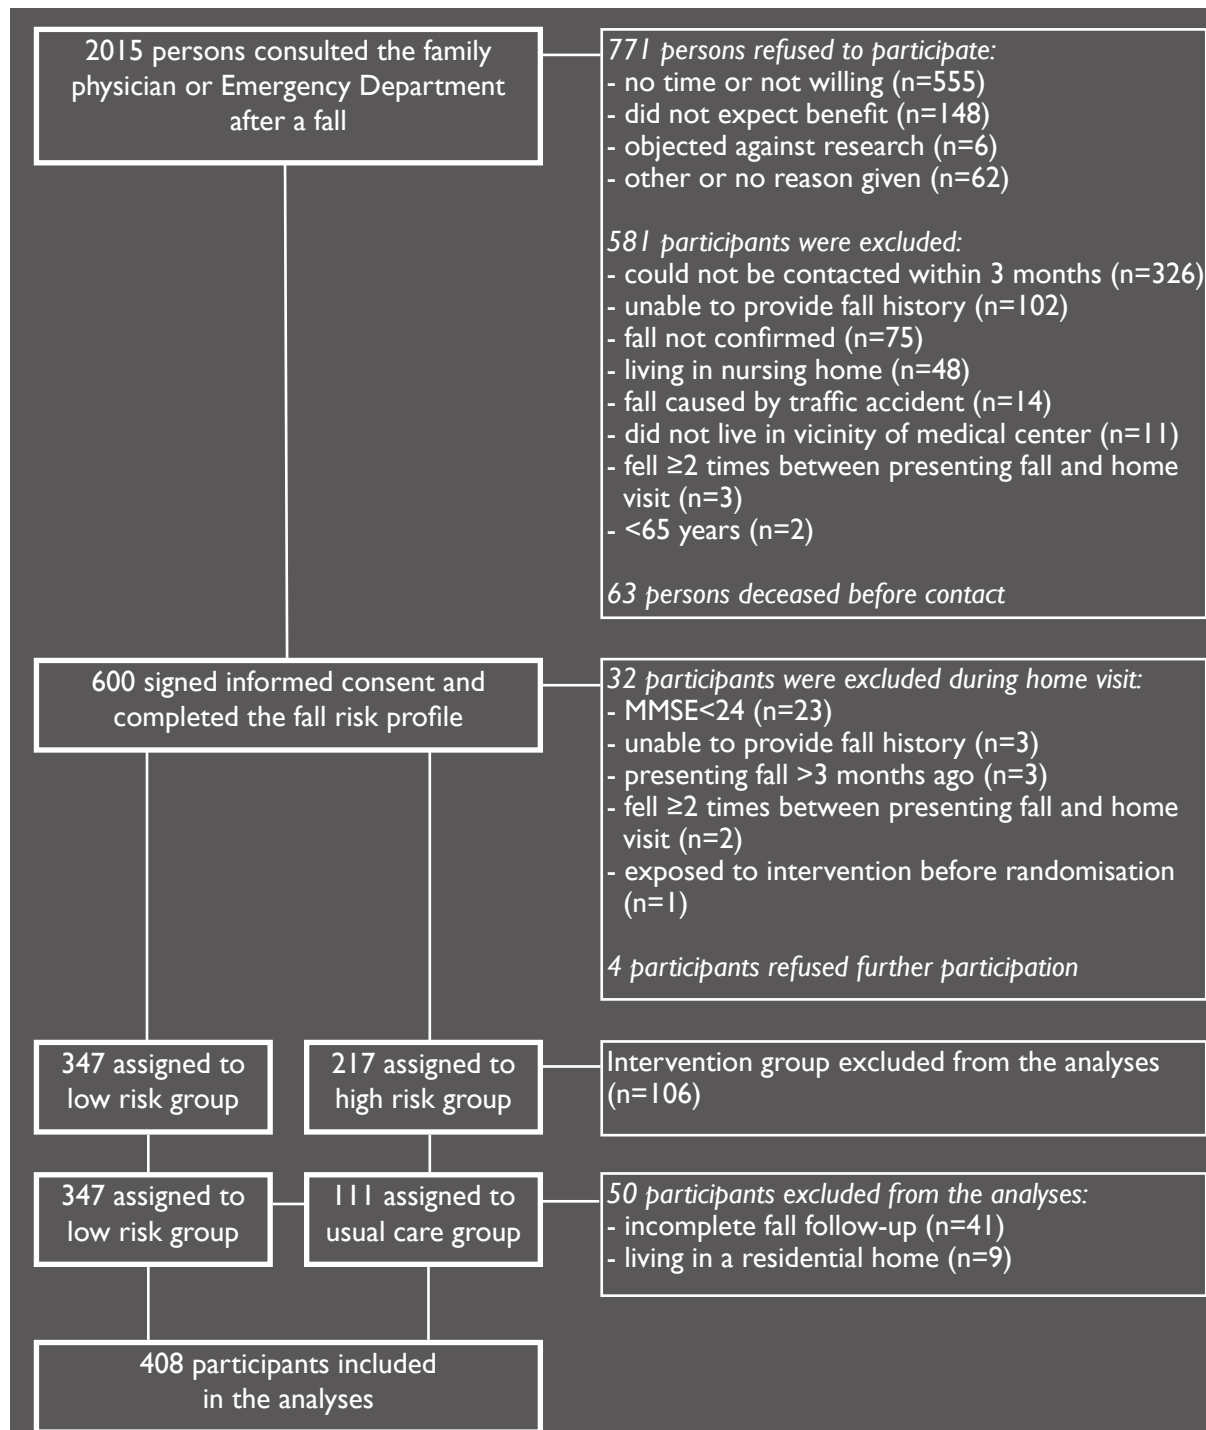 2015 persons consulted the family
physician or Emergency Department
after a fall
771 persons refused to participate:
- no time or not willing (n=555)
- did not expect benefit (n=148)
- objected against research (n=6)
- other or no reason given (n=62)
581 participants were excluded:
- could not be contacted within 3 months (n=326)
- unable to provide fall history (n=102)
- fall not confirmed (n=75)
- living in nursing home (n=48)
- fall caused by traffic accident (n=14)
- did not live in vicinity of medical center (n=11)
- fell ≥2 times between presenting fall and home
visit (n=3)
- <65 years (n=2)
63 persons deceased before contact
600 signed informed consent and
completed the fall risk profile
32 participants were excluded during home visit:
- MMSE<24 (n=23)
- unable to provide fall history (n=3)
- presenting fall >3 months ago (n=3)
- fell ≥2 times between presenting fall and home
visit (n=2)
- exposed to intervention before randomisation
(n=1)
4 participants refused further participation
347 assigned to
low risk group
217 assigned to
high risk group
Intervention group excluded from the analyses
(n=106)
347 assigned to
low risk group
111 assigned to
usual care group
50 participants excluded from the analyses:
- incomplete fall follow-up (n=41)
- living in a residential home (n=9)
408 participants included
in the analyses